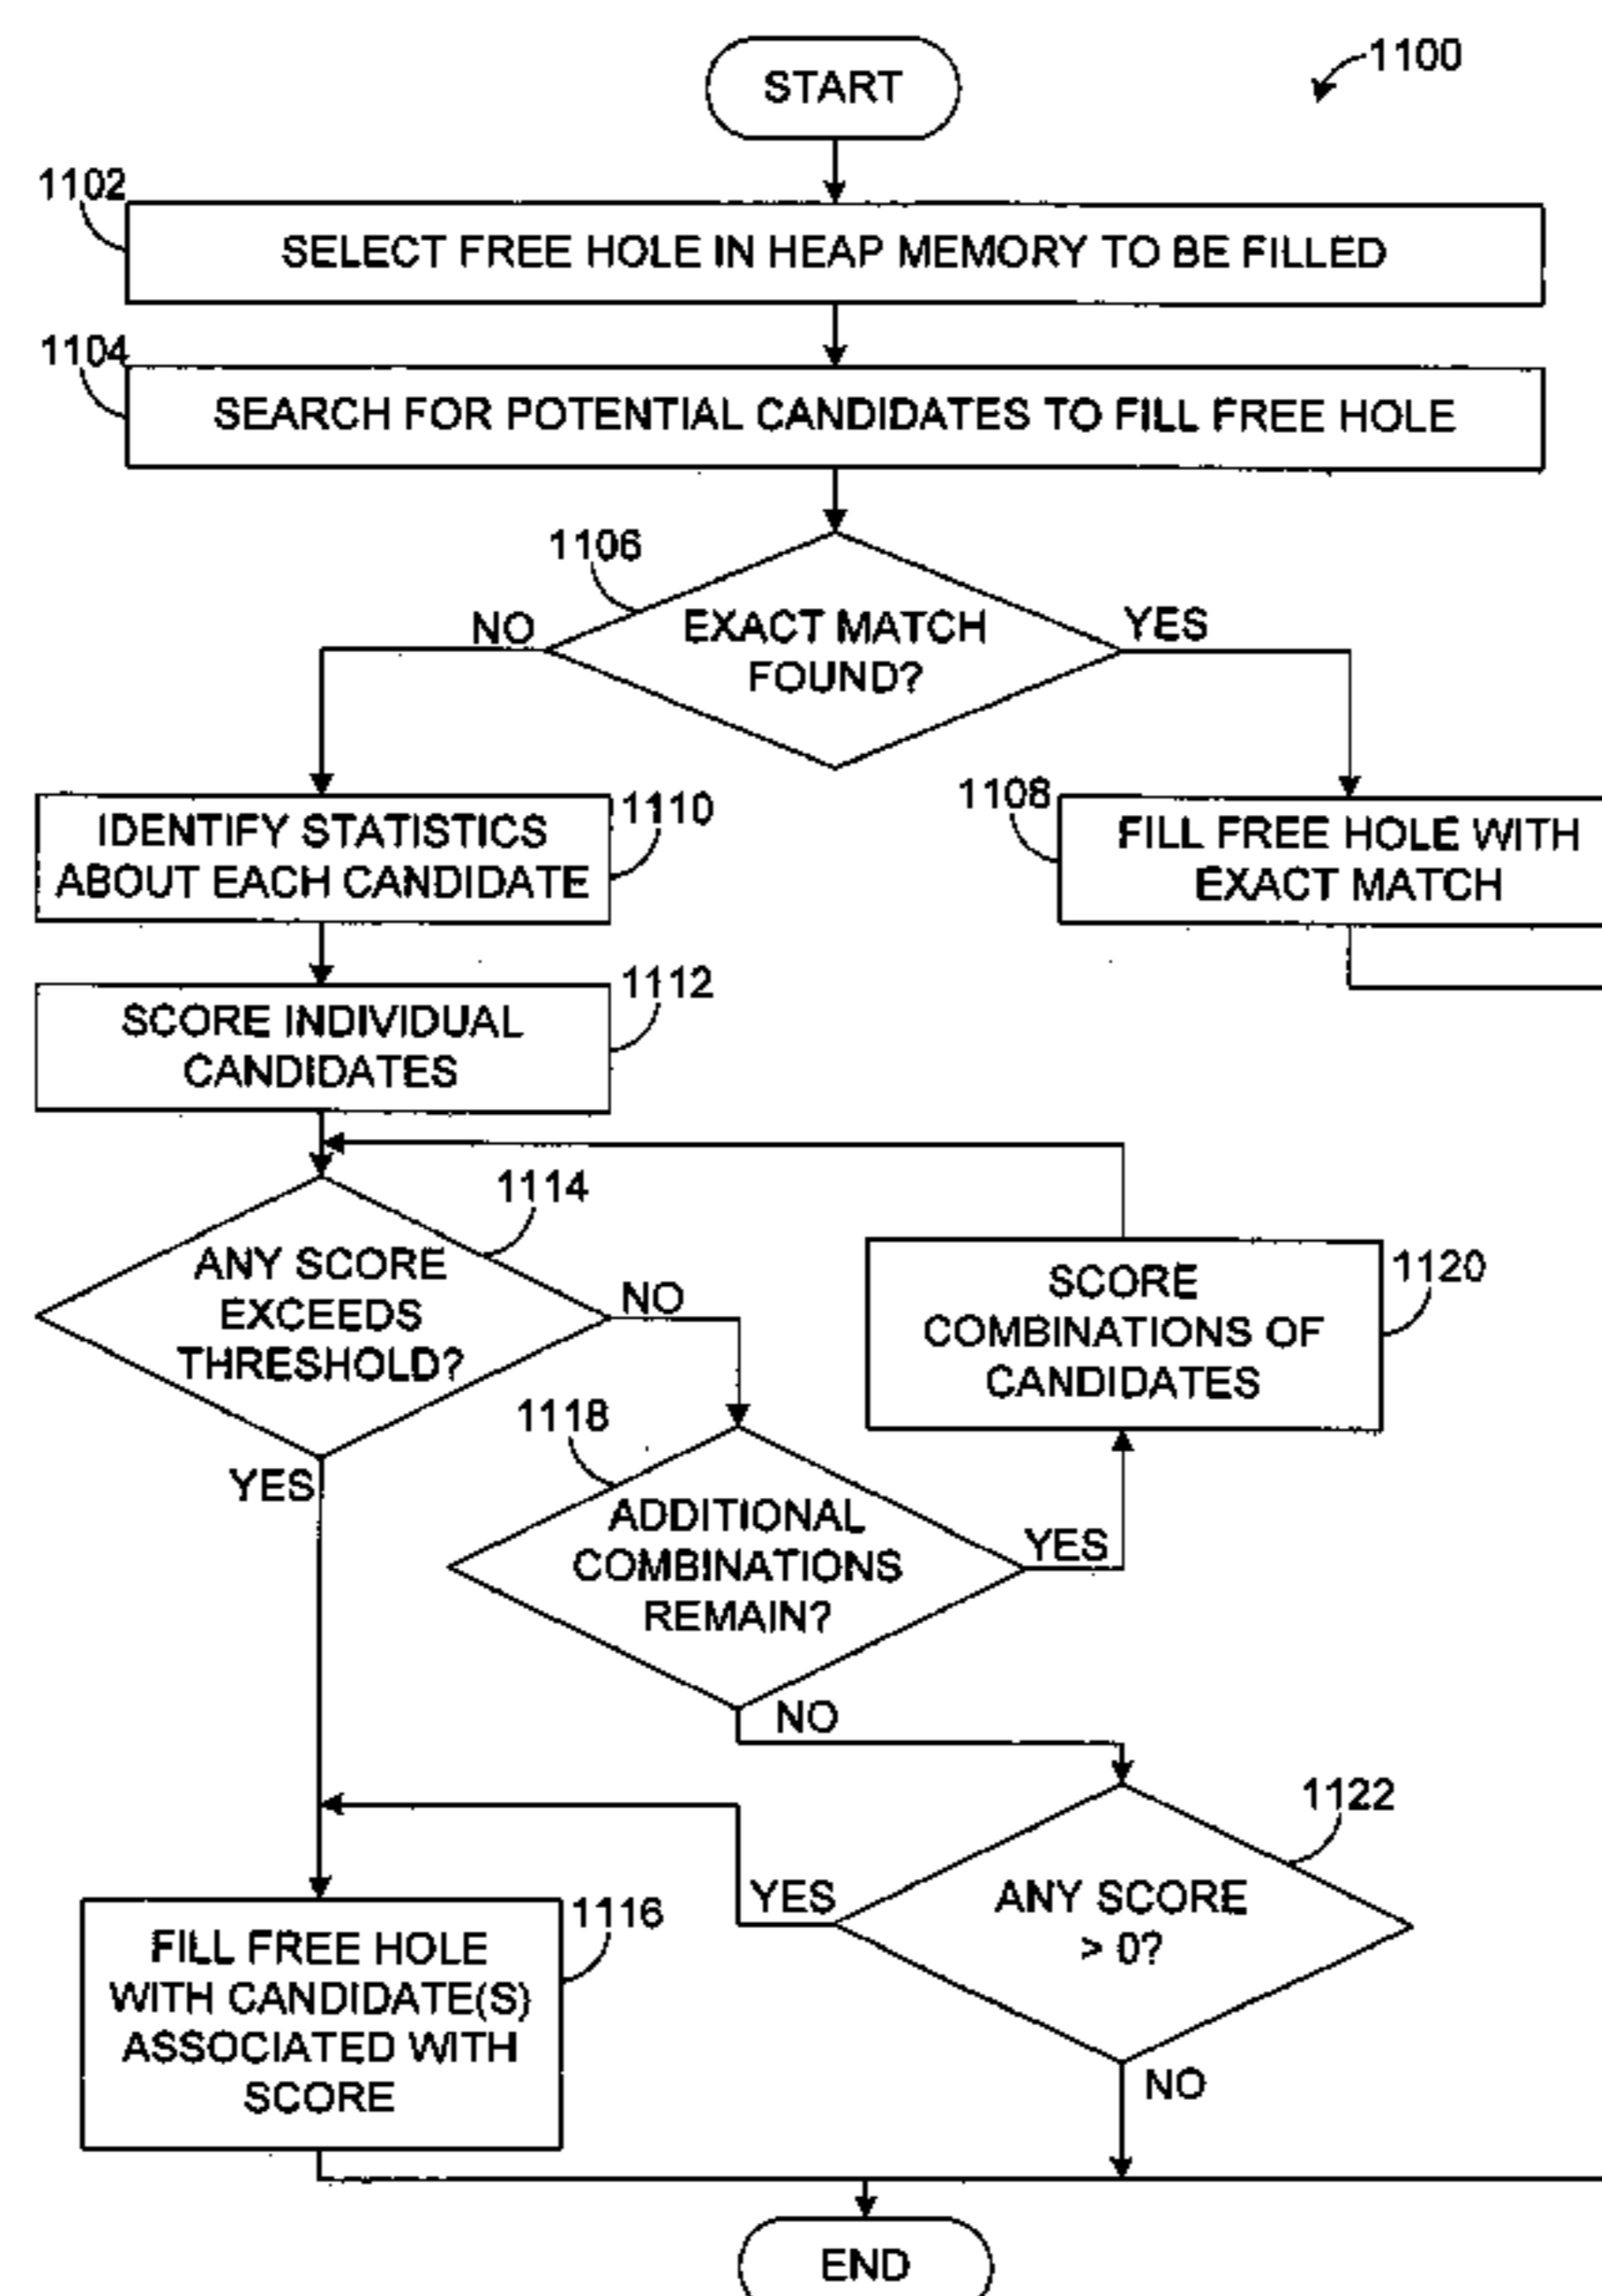 START
1100
1102
SELECT FREE HOLE IN HEAP MEMORY TO BE FILLED
1104
SEARCH FOR POTENTIAL CANDIDATES TO FILL FREE HOLE
1106
EXACT MATCH
FOUND?
NO
YES
1110
IDENTIFY STATISTICS
ABOUT EACH CANDIDATE
1108
FILL FREE HOLE WITH
EXACT MATCH
1112
SCORE INDIVIDUAL
CANDIDATES
1114
ANY SCORE
EXCEEDS
THRESHOLD?
NO
YES
1120
SCORE
COMBINATIONS OF
CANDIDATES
1118
ADDITIONAL
COMBINATIONS
REMAIN?
YES
NO
1122
ANY SCORE
> 0?
YES
NO
1116
FILL FREE HOLE
WITH CANDIDATE(S)
ASSOCIATED WITH
SCORE
END